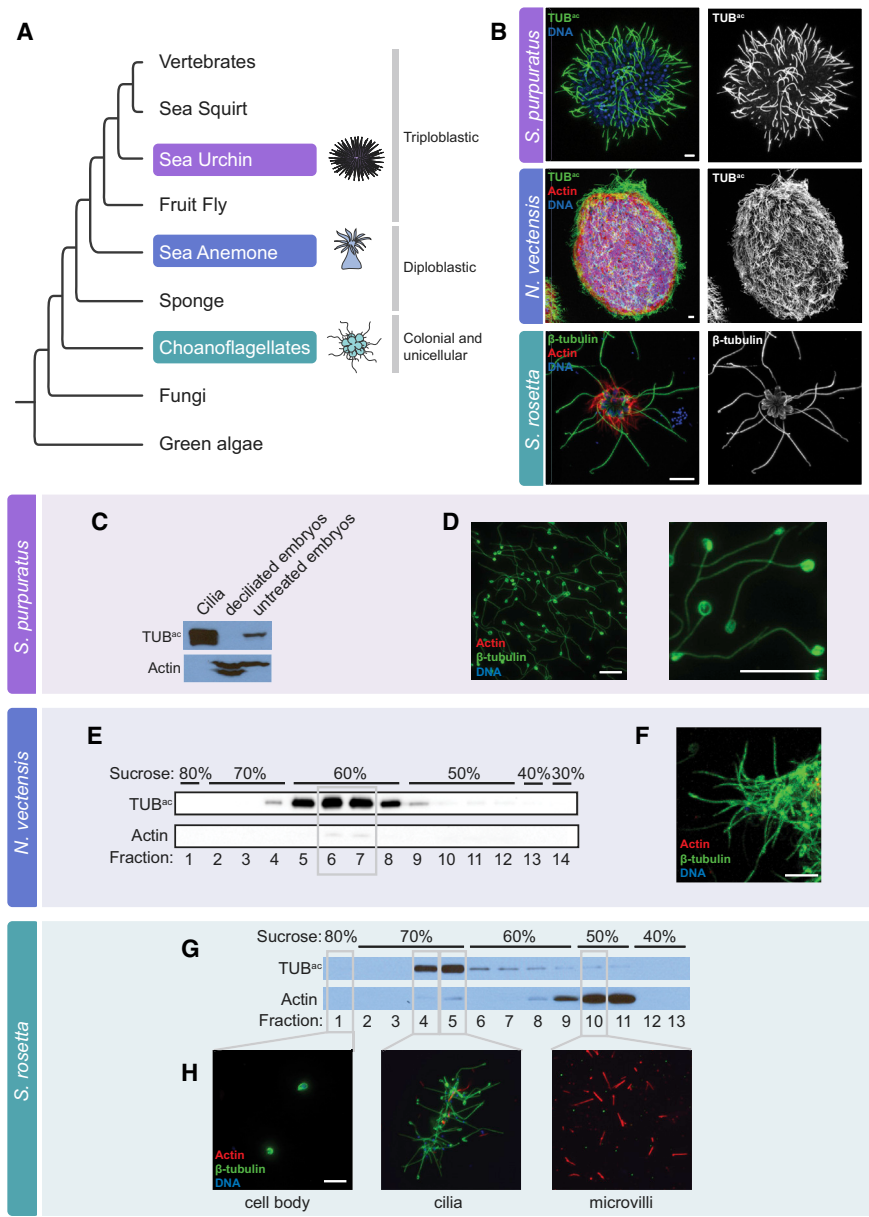 A
Vertebrates
Sea Squirt
Sea Urchin
Fruit Fly
Sea Anemone
Sponge
Choanoflagellates
Fungi
Green algae
Triploblastic
Diploblastic
Colonial and
unicellular
B
S. purpuratus
TUBac
DNA
TUBac
N. vectensis
TUBac
Actin
DNA
TUBac
S. rosetta
β-tubulin
Actin
DNA
β-tubulin
S. purpuratus
C
Cilia
deciliated embryos
untreated embryos
TUBac
Actin
D
Actin
β-tubulin
DNA
N. vectensis
E
Sucrose: 80% 70% 60% 50% 40% 30%
TUBac
Actin
Fraction: 1 2 3 4 5 6 7 8 9 10 11 12 13 14
F
Actin
β-tubulin
DNA
S. rosetta
G
Sucrose: 80% 70% 60% 50% 40%
TUBac
Actin
Fraction: 1 2 3 4 5 6 7 8 9 10 11 12 13
H
Actin
β-tubulin
DNA
cell body
cilia
microvilli